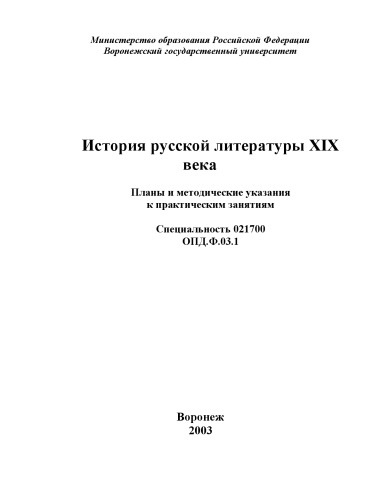 Министерство образования Российской Федерации
Воронежский государственный университет
История русской литературы XIX
века
Планы и методические указания
к практическим занятиям
Специальность 021700
ОПД.Ф.03.1
Воронеж
2003